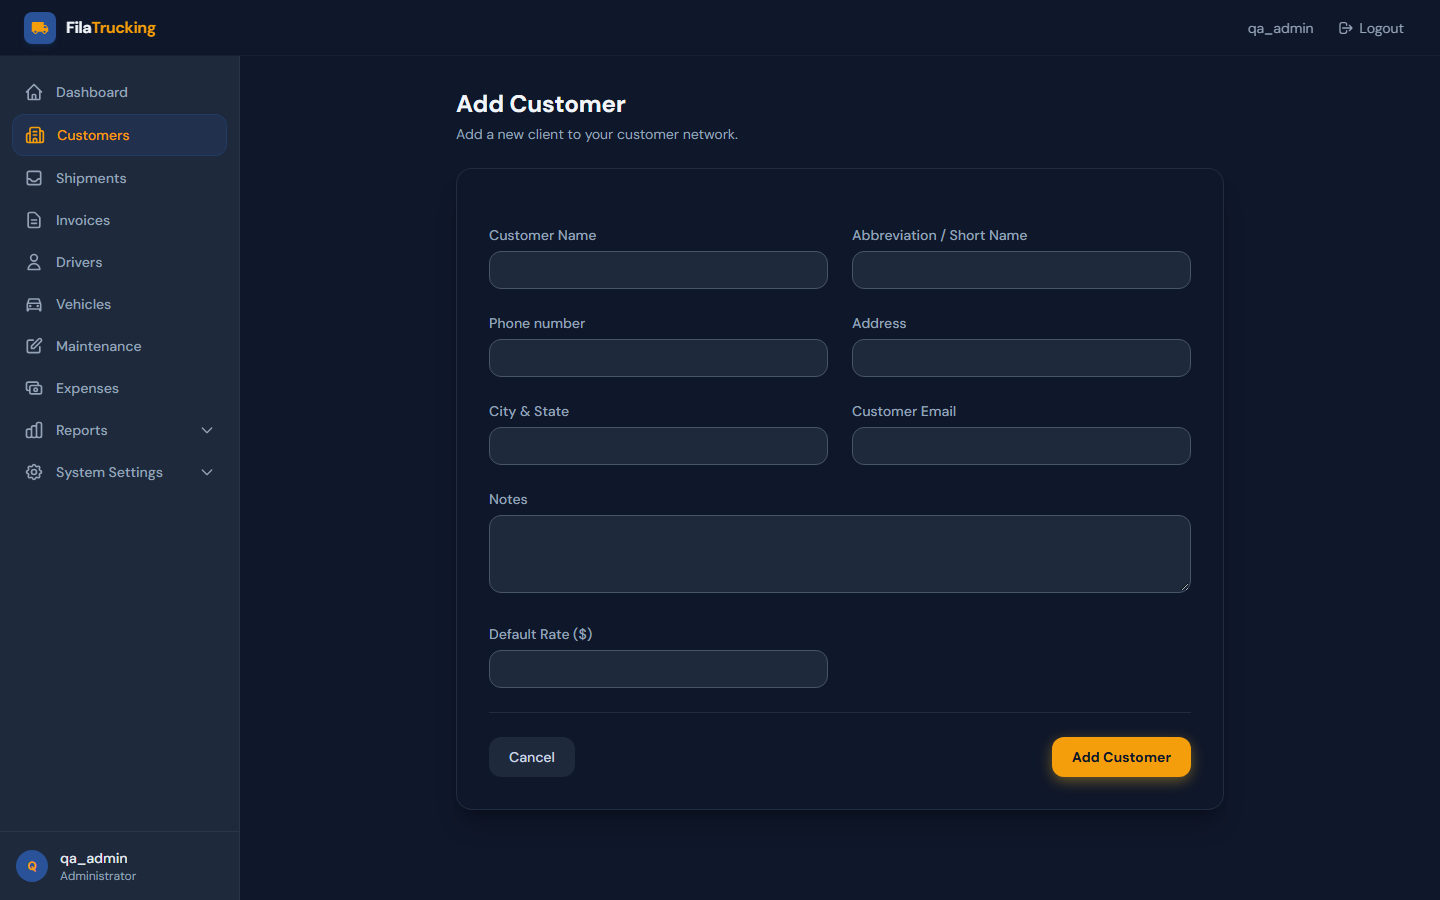 FilaTrucking
qa_admin
Logout
Dashboard
Customers
Shipments
Invoices
Drivers
Vehicles
Maintenance
Expenses
Reports
System Settings
Q
qa_admin
Administrator
Add Customer
Add a new client to your customer network.
Customer Name
Abbreviation / Short Name
Phone number
Address
City & State
Customer Email
Notes
Default Rate ($)
Cancel
Add Customer